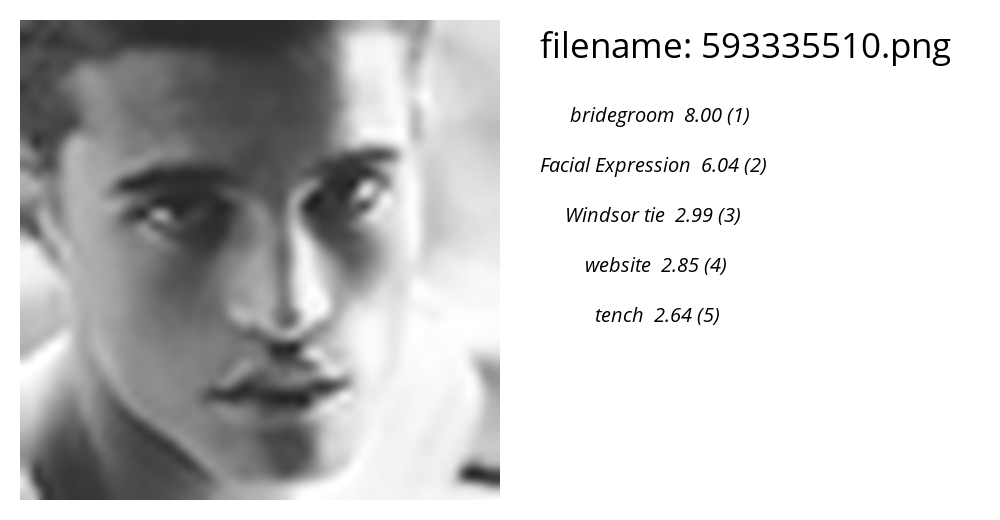 filename: 593335510.png
bridegroom 8.00 (1)
Facial Expression 6.04 (2)
Windsor tie 2.99 (3)
website 2.85 (4)
tench 2.64 (5)